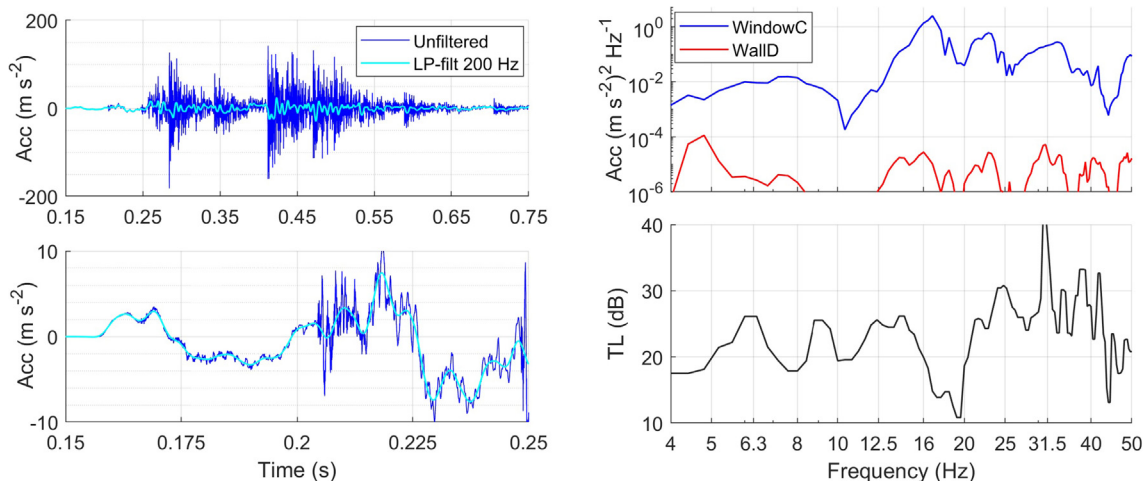 200
0
-200
Acc (m s-2)
Unfiltered
LP-filt 200 Hz
0.15 0.25 0.35 0.45 0.55 0.65 0.75
10
0
-10
Acc (m s-2)
0.15 0.175 0.2 0.225 0.25
Time (s)
10^0
10^-2
10^-4
10^-6
Acc (m s-2)^2 Hz-1
WindowC
WallD
40
30
20
10
TL (dB)
4 5 6.3 8 10 12.5 16 20 25 31.5 40 50
Frequency (Hz)